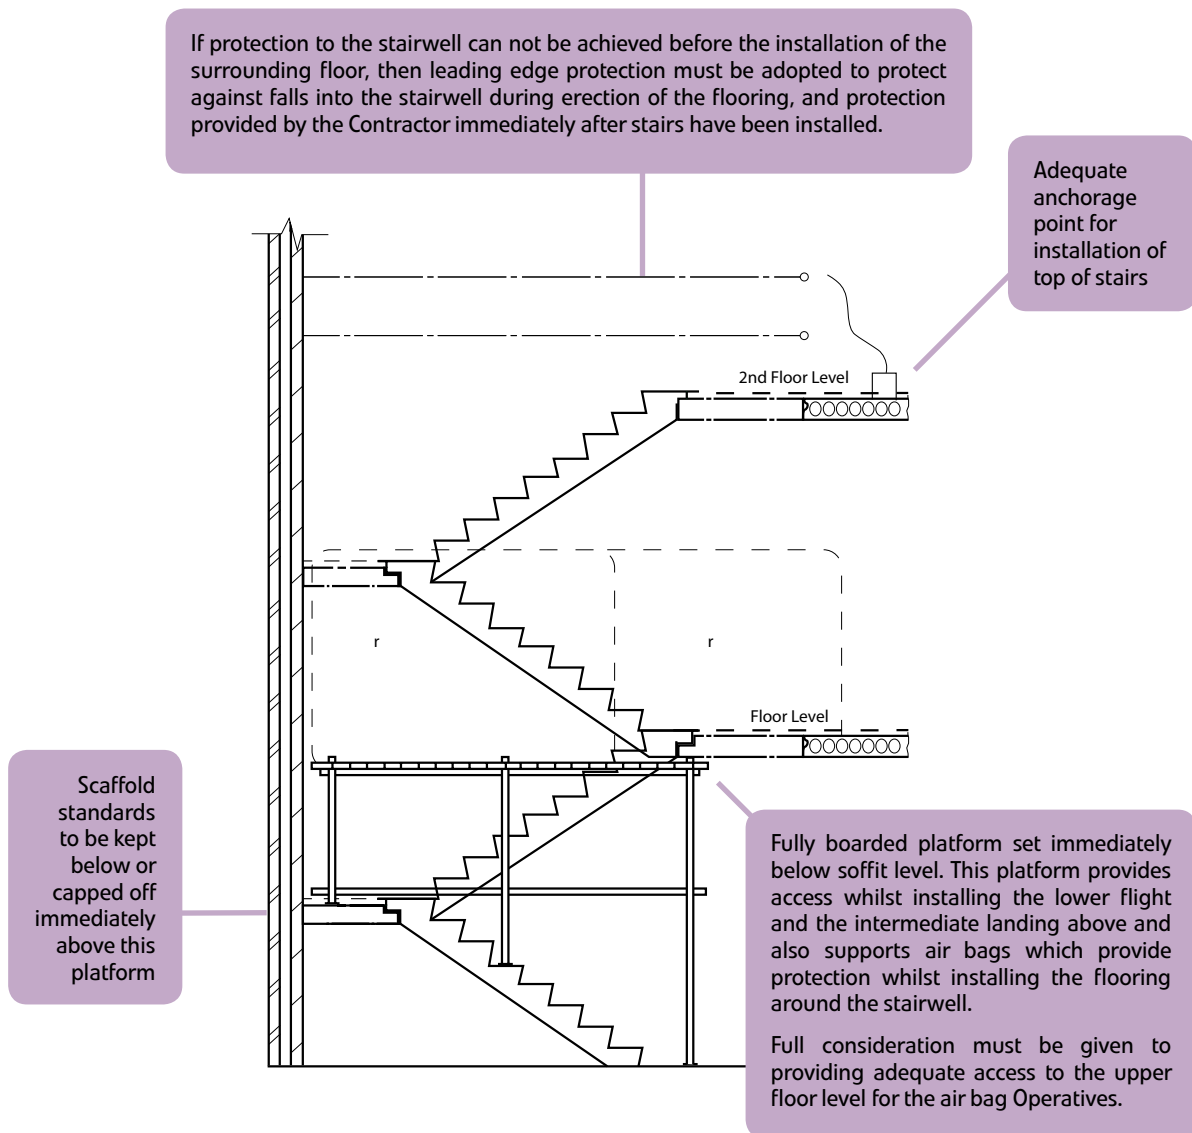 If protection to the stairwell can not be achieved before the installation of the
surrounding floor, then leading edge protection must be adopted to protect
against falls into the stairwell during erection of the flooring, and protection
provided by the Contractor immediately after stairs have been installed.
Adequate
anchorage
point for
installation of
top of stairs
2nd Floor Level
r
r
Floor Level
Scaffold
standards
to be kept
below or
capped off
immediately
above this
platform
Fully boarded platform set immediately
below soffit level. This platform provides
access whilst installing the lower flight
and the intermediate landing above and
also supports air bags which provide
protection whilst installing the flooring
around the stairwell.
Full consideration must be given to
providing adequate access to the upper
floor level for the air bag Operatives.